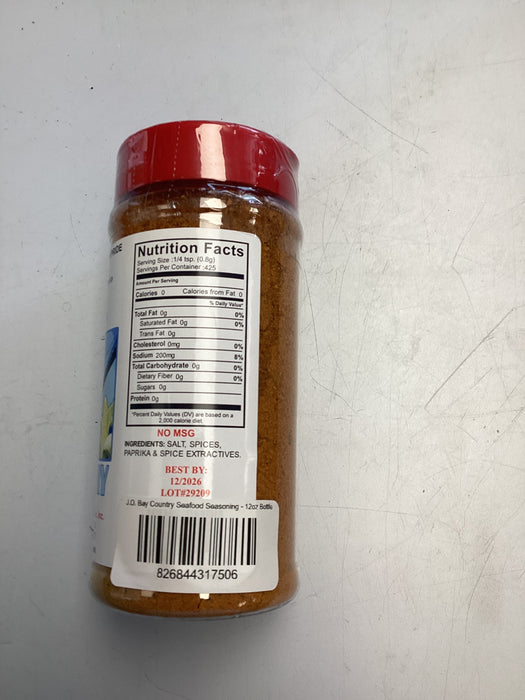 Nutrition Facts
Serving Size :1/4 tsp. (0.8g)
Servings Per Container :425
Amount Per Serving
Calories 0 Calories from Fat 0
% Daily Value*
Total Fat 0g 0%
Saturated Fat 0g 0%
Trans Fat 0g
Cholesterol 0mg 0%
Sodium 200mg 8%
Total Carbohydrate 0g 0%
Dietary Fiber 0g 0%
Sugars 0g
Protein 0g
*Percent Daily Values (DV) are based on a
2,000 calorie diet.
NO MSG
INGREDIENTS: SALT, SPICES,
PAPRIKA & SPICE EXTRACTIVES.
BEST BY:
12/2026
LOT#29209
J.O. Bay Country Seafood Seasoning - 12oz Bottle
826844317506